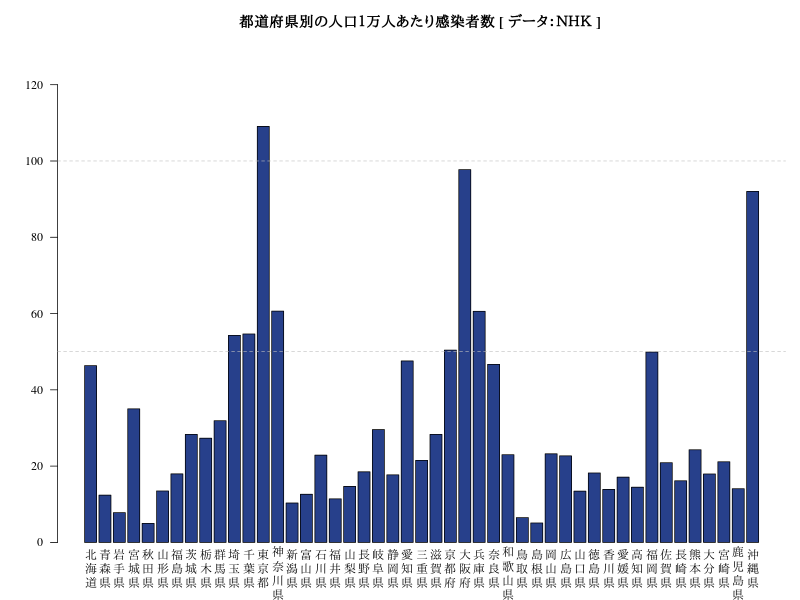 都道府県別の人口1万人あたり感染者数 [ データ：NHK ]
120
100
80
60
40
20
0
北海道
青森県
岩手県
宮城県
秋田県
山形県
福島県
茨城県
栃木県
群馬県
埼玉県
千葉県
東京都
神奈川県
新潟県
富山県
石川県
福井県
山梨県
長野県
岐阜県
静岡県
愛知県
三重県
滋賀県
京都府
大阪府
兵庫県
奈良県
和歌山県
鳥取県
島根県
岡山県
広島県
山口県
徳島県
香川県
愛媛県
高知県
福岡県
佐賀県
長崎県
熊本県
大分県
宮崎県
鹿児島県
沖縄県